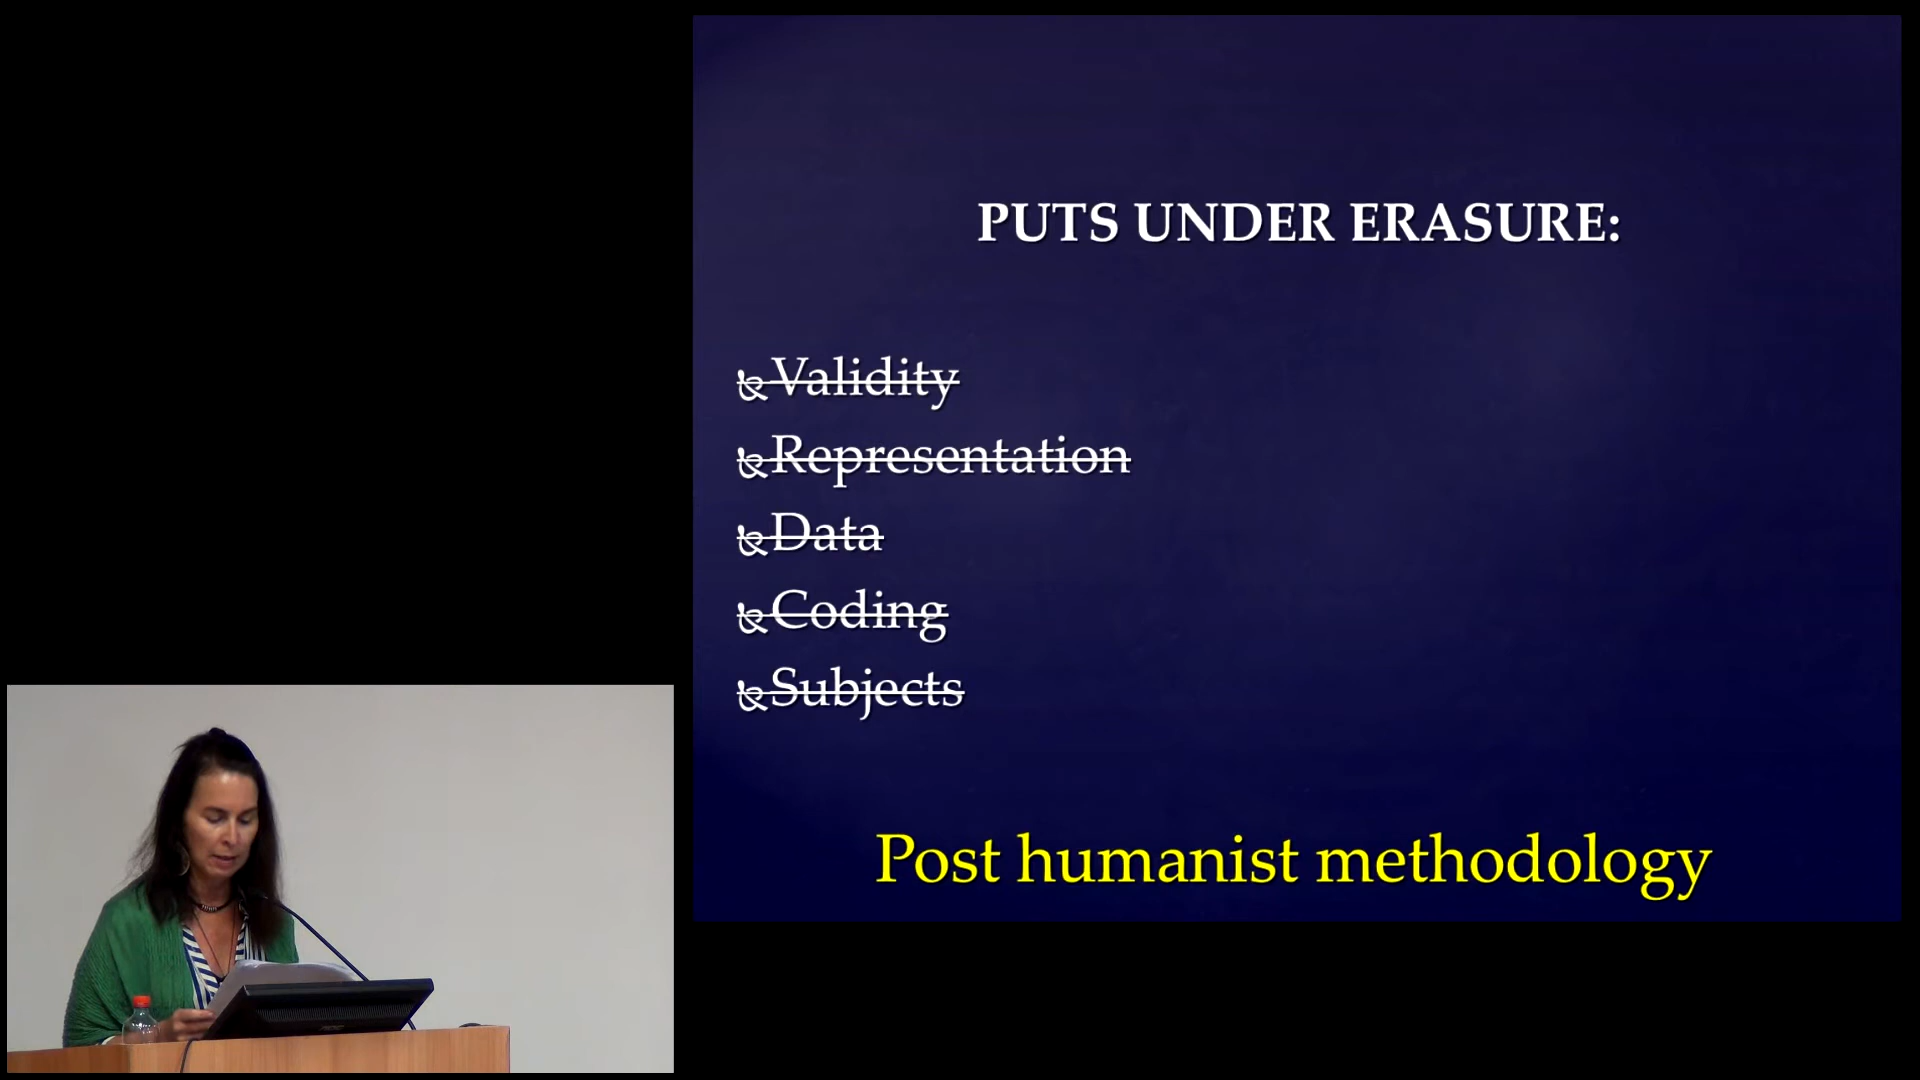 PUTS UNDER ERASURE:
Validity
Representation
Data
Coding
Subjects
Post humanist methodology